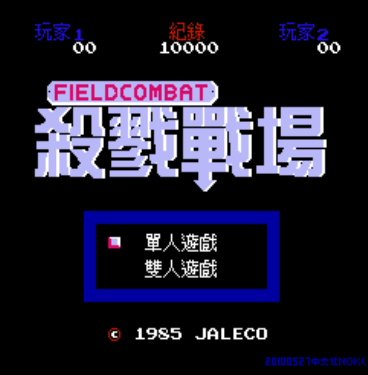 玩家1 紀錄 玩家2
00 10000 00
FIELDCOMBAT
殺戮戰場
單人遊戲
雙人遊戲
© 1985 JALECO